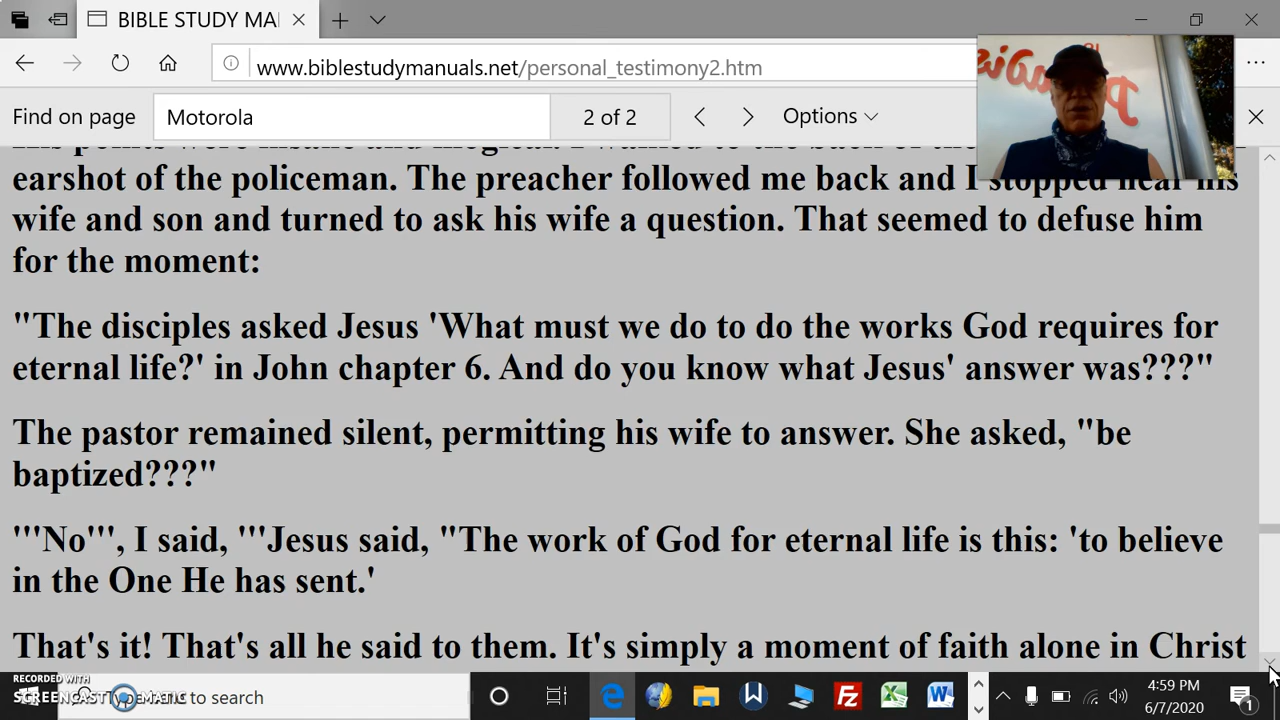 BIBLE STUDY MA
www.biblestudymanuals.net/personal_testimony2.htm
Find on page
Motorola
2 of 2
Options
earshot of the policeman. The preacher followed me back and I stopped near his
wife and son and turned to ask his wife a question. That seemed to defuse him
for the moment:
"The disciples asked Jesus 'What must we do to do the works God requires for
eternal life?' in John chapter 6. And do you know what Jesus' answer was???"
The pastor remained silent, permitting his wife to answer. She asked, "be
baptized???"
'"No"', I said, '"Jesus said, "The work of God for eternal life is this: 'to believe
in the One He has sent.'
That's it! That's all he said to them. It's simply a moment of faith alone in Christ
RECORDED WITH
SCREENCAST MATIC
Type here to search
4:59 PM
6/7/2020
1